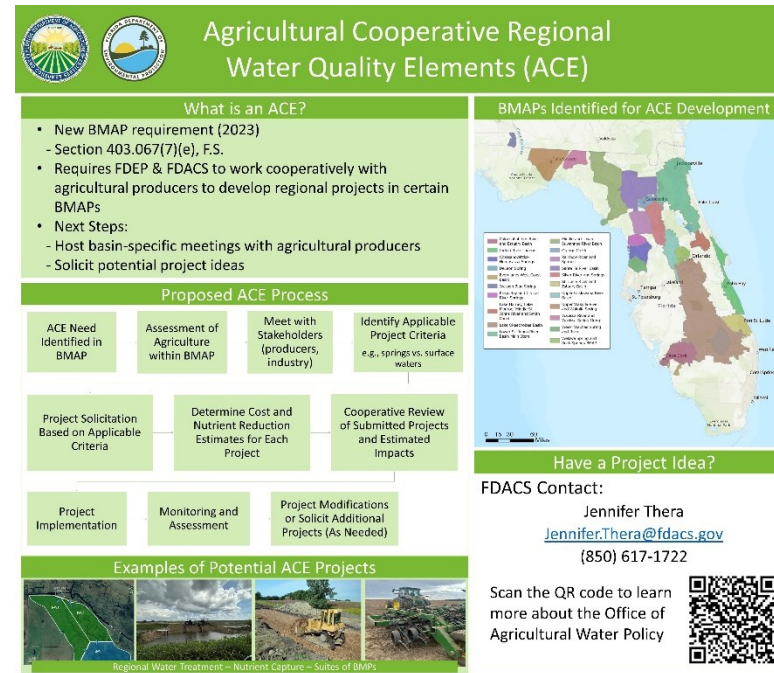 Agricultural Cooperative Regional
Water Quality Elements (ACE)
What is an ACE?
• New BMAP requirement (2023)
- Section 403.067(7)(e), F.S.
• Requires FDEP & FDACS to work cooperatively with
agricultural producers to develop regional projects in certain
BMAPs
• Next Steps:
- Host basin-specific meetings with agricultural producers
- Solicit potential project ideas
Proposed ACE Process
ACE Need
Identified in
BMAP
Assessment of
Agriculture
within BMAP
Meet with
Stakeholders
(producers,
industry)
Identify Applicable
Project Criteria
e.g., springs vs. surface
waters
Project Solicitation
Based on Applicable
Criteria
Determine Cost and
Nutrient Reduction
Estimates for Each
Project
Cooperative Review
of Submitted Projects
and Estimated
Impacts
Project
Implementation
Monitoring and
Assessment
Project Modifications
or Solicit Additional
Projects (As Needed)
Examples of Potential ACE Projects
Regional Water Treatment – Nutrient Capture – Suites of BMPs
BMAPs Identified for ACE Development
Jacksonville
Orlando
Tampa
St. Petersburg
Florida
Miami
Have a Project Idea?
FDACS Contact:
Jennifer Thera
Jennifer.Thera@fdacs.gov
(850) 617-1722
Scan the QR code to learn
more about the Office of
Agricultural Water Policy